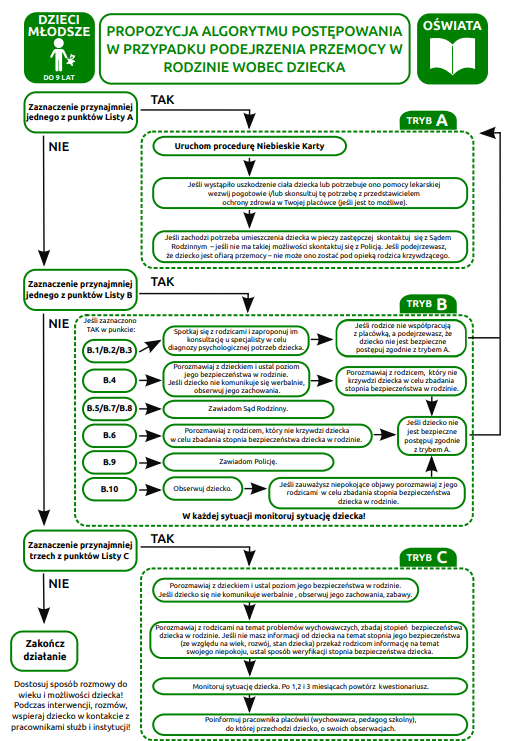 DZIECI
MŁODSZE
DO 9 LAT
PROPOZYCJA ALGORYTMU POSTĘPOWANIA
W PRZYPADKU PODEJRZENIA PRZEMOCY W
RODZINIE WOBEC DZIECKA
OŚWIATA
Zaznaczenie przynajmniej
jednego z punktów Listy A
TAK
NIE
TRYB A
Uruchom procedurę Niebieskie Karty
Jeśli wystąpiło uszkodzenie ciała dziecka lub potrzebuje ono pomocy lekarskiej
wezwij pogotowie i/lub skonsultuj tę potrzebę z przedstawicielem
ochrony zdrowia w Twojej placówce (jeśli jest to możliwe).
Jeśli zachodzi potrzeba umieszczenia dziecka w pieczy zastępczej skontaktuj się z Sądem
Rodzinnym – jeśli nie ma takiej możliwości skontaktuj się z Policją. Jeśli podejrzewasz,
że dziecko jest ofiarą przemocy – nie może ono zostać pod opieką rodzica krzywdzącego.
Zaznaczenie przynajmniej
jednego z punktów Listy B
TAK
NIE
TRYB B
Jeśli zaznaczono
TAK w punkcie:
B.1/B.2/B.3
Spotkaj się z rodzicami i zaproponuj im
konsultację u specjalisty w celu
diagnozy psychologicznej potrzeb dziecka.
Jeśli rodzice nie współpracują
z placówką, a podejrzewasz, że
dziecko nie jest bezpieczne
postępuj zgodnie z trybem A.
B.4
Porozmawiaj z dzieckiem i ustal poziom
jego bezpieczeństwa w rodzinie.
Jeśli dziecko nie komunikuje się werbalnie,
obserwuj jego zachowania.
Porozmawiaj z rodzicem, który nie
krzywdzi dziecka w celu zbadania
stopnia bezpieczeństwa w rodzinie.
B.5/B.7/B.8
Zawiadom Sąd Rodzinny.
B.6
Porozmawiaj z rodzicem, który nie krzywdzi dziecka
w celu zbadania stopnia bezpieczeństwa dziecka w rodzinie.
Jeśli dziecko nie
jest bezpieczne
postępuj zgodnie
z trybem A.
B.9
Zawiadom Policję.
B.10
Obserwuj dziecko.
Jeśli zauważysz niepokojące objawy porozmawiaj z jego
rodzicami w celu zbadania stopnia bezpieczeństwa
dziecka w rodzinie.
W każdej sytuacji monitoruj sytuację dziecka!
Zaznaczenie przynajmniej
trzech z punktów Listy C
TAK
NIE
TRYB C
Porozmawiaj z dzieckiem i ustal poziom jego bezpieczeństwa w rodzinie.
Jeśli dziecko się nie komunikuje werbalnie , obserwuj jego zachowania, zabawy.
Porozmawiaj z rodzicami na temat problemów wychowawczych, zbadaj stopień bezpieczeństwa
dziecka w rodzinie. Jeśli nie masz informacji od dziecka na temat stopnia jego bezpieczeństwa
(ze względu na wiek, rozwój, stan dziecka) przekaż rodzicom informację na temat
swojego niepokoju, ustal sposób weryfikacji stopnia bezpieczeństwa dziecka.
Monitoruj sytuację dziecka. Po 1,2 i 3 miesiącach powtórz kwestionariusz.
Poinformuj pracownika placówki (wychowawca, pedagog szkolny),
do której przechodzi dziecko, o swoich obserwacjach.
Zakończ
działanie
Dostosuj sposób rozmowy do
wieku i możliwości dziecka!
Podczas interwencji, rozmów,
wspieraj dziecko w kontakcie z
pracownikami służb i instytucji!